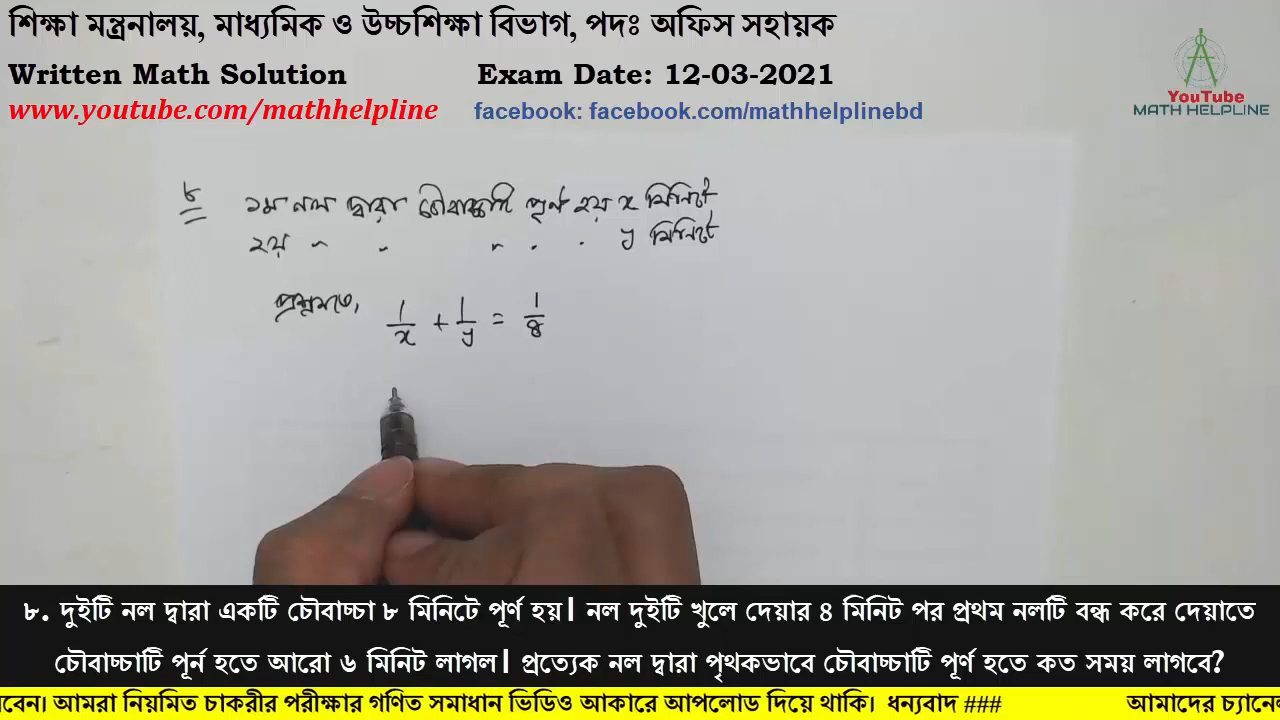 শিক্ষা মন্ত্রনালয়, মাধ্যমিক ও উচ্চশিক্ষা বিভাগ, পদঃ অফিস সহায়ক
Written Math Solution Exam Date: 12-03-2021
www.youtube.com/mathhelpline facebook: facebook.com/mathhelplinebd
YouTube
MATH HELPLINE
৮ ১ম নল দ্বারা চৌবাচ্চাটি পূর্ণ হয় x মিনিটে
২য় " " " " " y মিনিটে
প্রশ্নমতে, 1/x + 1/y = 1/8
৮. দুইটি নল দ্বারা একটি চৌবাচ্চা ৮ মিনিটে পূর্ণ হয়। নল দুইটি খুলে দেয়ার ৪ মিনিট পর প্রথম নলটি বন্ধ করে দেয়াতে
চৌবাচ্চাটি পূর্ন হতে আরো ৬ মিনিট লাগল। প্রত্যেক নল দ্বারা পৃথকভাবে চৌবাচ্চাটি পূর্ণ হতে কত সময় লাগবে?
বেন। আমরা নিয়মিত চাকরীর পরীক্ষার গণিত সমাধান ভিডিও আকারে আপলোড দিয়ে থাকি। ধন্যবাদ ### আমাদের চ্যানে